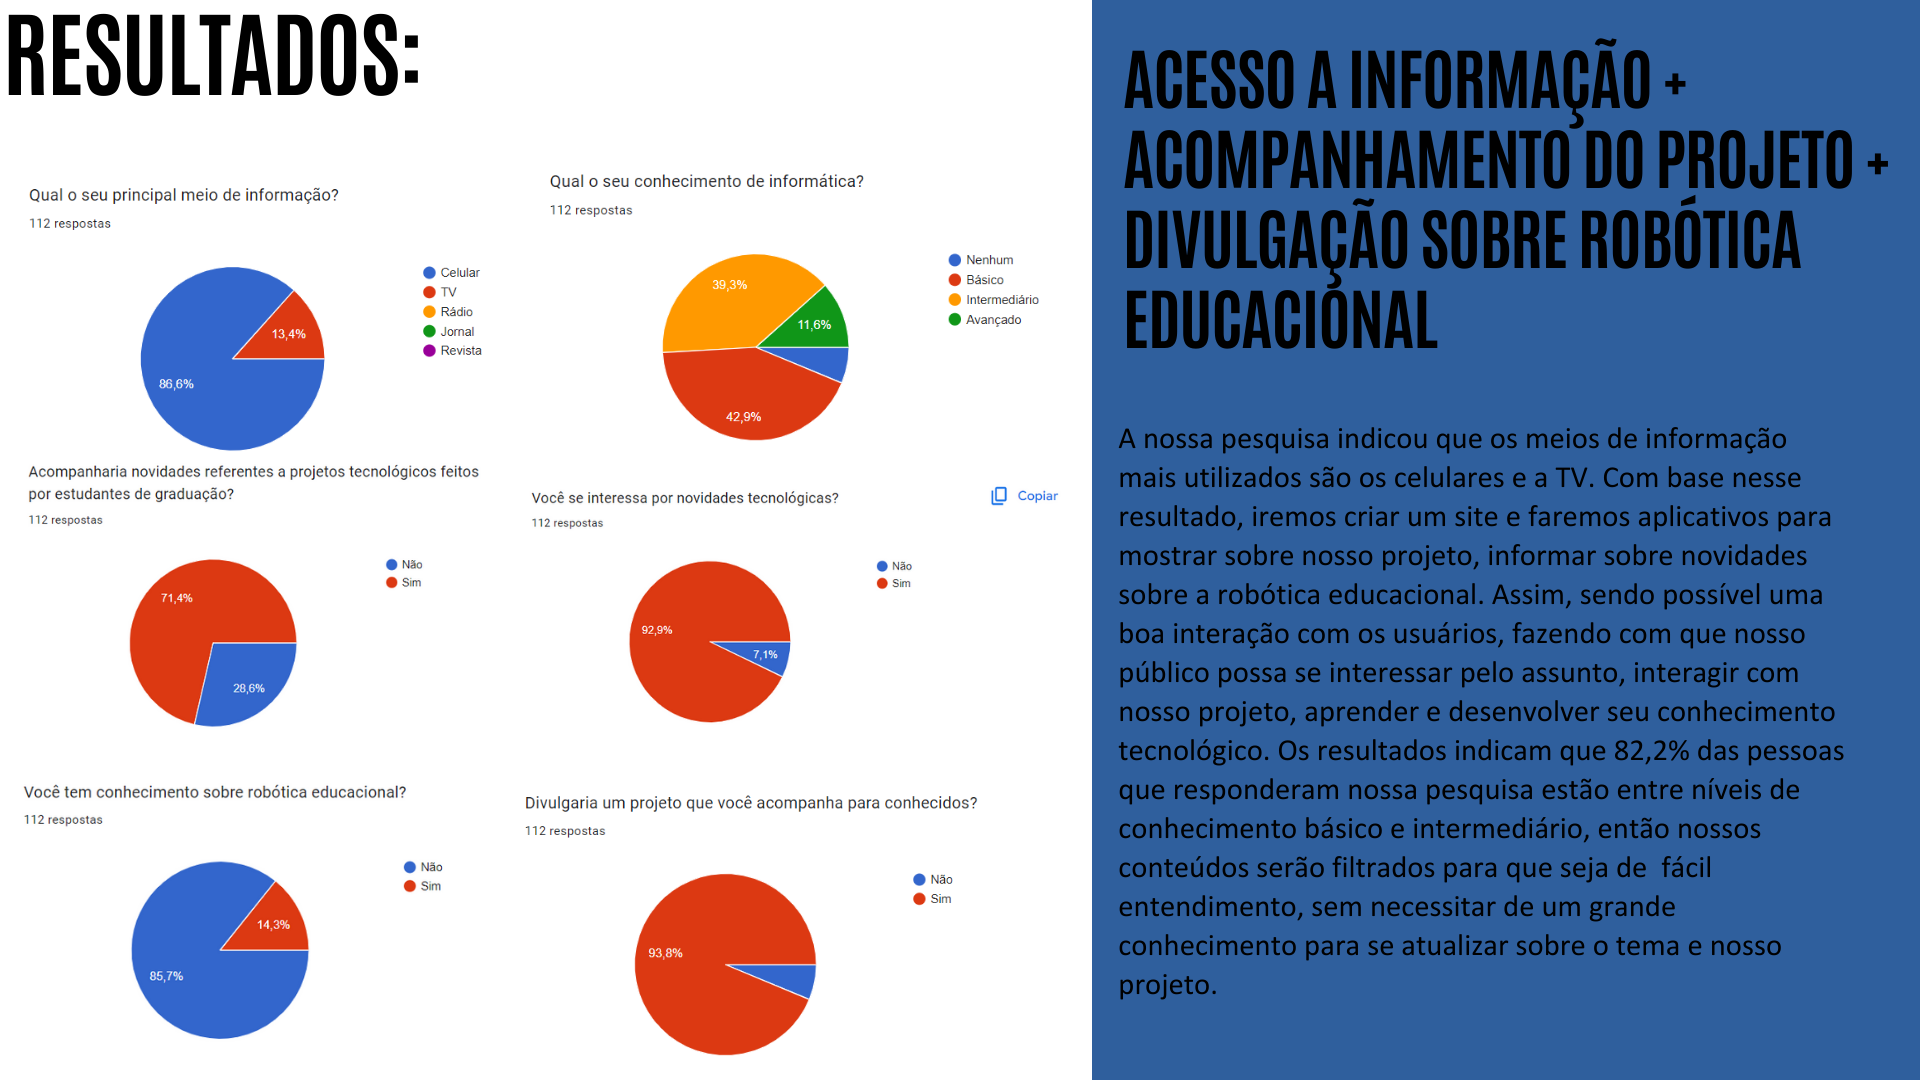 RESULTADOS:
Qual o seu principal meio de informação?
112 respostas
Celular
TV
Rádio
Jornal
Revista
13,4%
86,6%
Qual o seu conhecimento de informática?
112 respostas
Nenhum
Básico
Intermediário
Avançado
39,3%
11,6%
42,9%
Acompanharia novidades referentes a projetos tecnológicos feitos
por estudantes de graduação?
112 respostas
Não
Sim
71,4%
28,6%
Você se interessa por novidades tecnológicas?
Copiar
112 respostas
Não
Sim
92,9%
7,1%
Você tem conhecimento sobre robótica educacional?
112 respostas
Não
Sim
14,3%
85,7%
Divulgaria um projeto que você acompanha para conhecidos?
112 respostas
Não
Sim
93,8%
ACESSO A INFORMAÇÃO +
ACOMPANHAMENTO DO PROJETO +
DIVULGAÇÃO SOBRE ROBÓTICA
EDUCACIONAL
A nossa pesquisa indicou que os meios de informação
mais utilizados são os celulares e a TV. Com base nesse
resultado, iremos criar um site e faremos aplicativos para
mostrar sobre nosso projeto, informar sobre novidades
sobre a robótica educacional. Assim, sendo possível uma
boa interação com os usuários, fazendo com que nosso
público possa se interessar pelo assunto, interagir com
nosso projeto, aprender e desenvolver seu conhecimento
tecnológico. Os resultados indicam que 82,2% das pessoas
que responderam nossa pesquisa estão entre níveis de
conhecimento básico e intermediário, então nossos
conteúdos serão filtrados para que seja de  fácil
entendimento, sem necessitar de um grande
conhecimento para se atualizar sobre o tema e nosso
projeto.